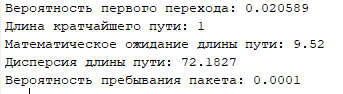 Вероятность первого перехода: 0.020589
Длина кратчайшего пути: 1
Математическое ожидание длины пути: 9.52
Дисперсия длины пути: 72.1827
Вероятность пребывания пакета: 0.0001